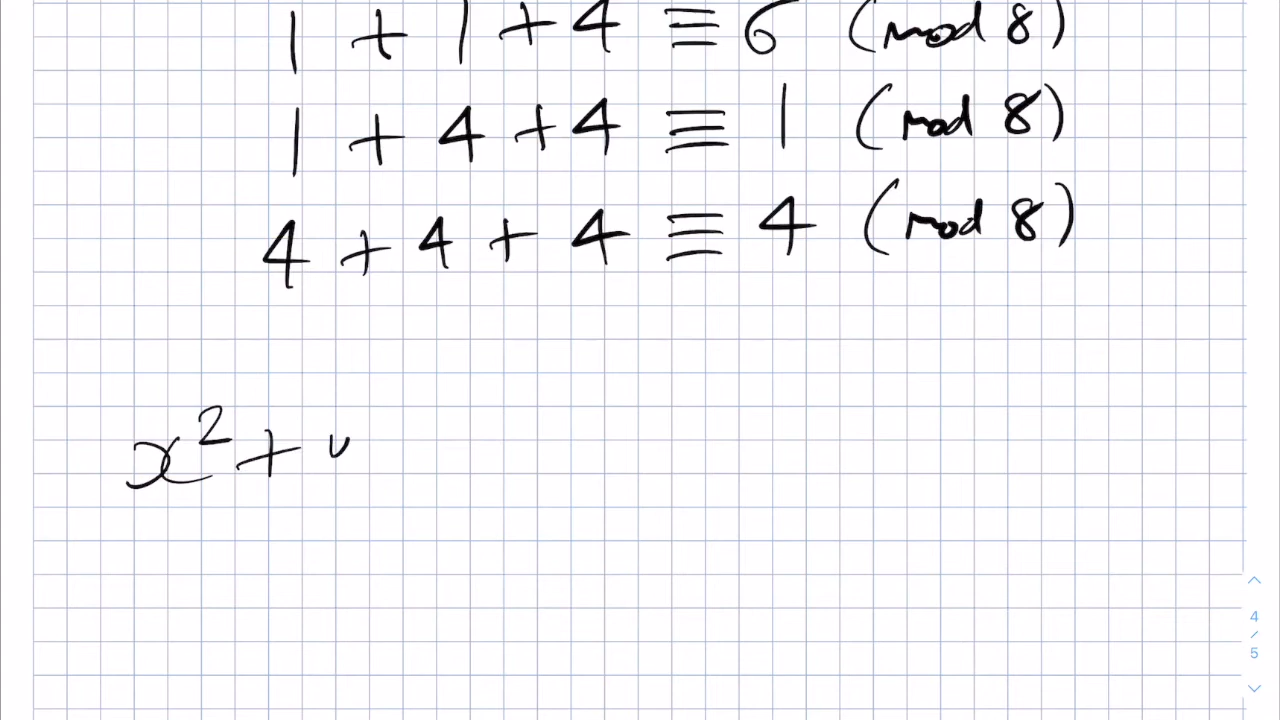 1 + 1 + 4 ≡ 6 (mod 8)
1 + 4 + 4 ≡ 1 (mod 8)
4 + 4 + 4 ≡ 4 (mod 8)
x² +
4
/
5